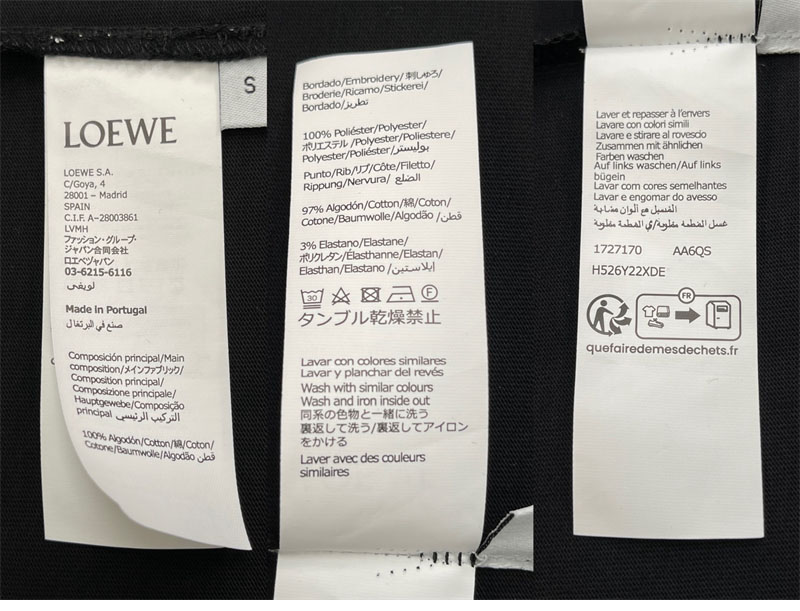 LOEWE
S
LOEWE S.A.
C/Goya, 4
28001 – Madrid
SPAIN
C.I.F. A-28003861
LVMH
ファッション・グループ・
ジャパン合同会社
ロエベジャパン
03-6215-6116
لويفي
Made in Portugal
صنع في البرتغال
Composición principal/Main
composition/メインファブリック/
Composition principal/
Composizione principale/
Hauptgewebe/Composição
principal التركيب الرئيسي
100% Algodón/Cotton/綿/Coton/
Cotone/Baumwolle/Algodão قطن
Bordado/Embroidery/刺しゅう/
Broderie/Ricamo/Stickerei/
Bordado/تطريز
100% Poliéster/Polyester/
ポリエステル/Polyester/Poliestere/
Polyester/Poliéster/بوليستر
Punto/Rib/リブ/Côte/Filetto/
Rippung/Nervura/ الضلع
97% Algodón/Cotton/綿/Coton/
Cotone/Baumwolle/Algodão/قطن
3% Elastano/Elastane/
ポリウレタン/Élasthanne/Elastan/
Elasthan/Elastano/إيلاستين
30
F
タンブル乾燥禁止
Lavar con colores similares
Lavar y planchar del revés
Wash with similar colours
Wash and iron inside out
同系の色物と一緒に洗う
裏返して洗う/裏返してアイロン
をかける
Laver avec des couleurs
similaires
Laver et repasser à l'envers
Lavare con colori simili
Lavare e stirare al rovescio
Zusammen mit ähnlichen
Farben waschen
Auf links waschen/Auf links
bügeln
Lavar com cores semelhantes
Lavar e engomar do avesso
الغسيل مع ألوان مشابهة
غسل القطعة مقلوبة/كي القطعة مقلوبة
1727170 AA6QS
H526Y22XDE
FR
quefairedemesdechets.fr